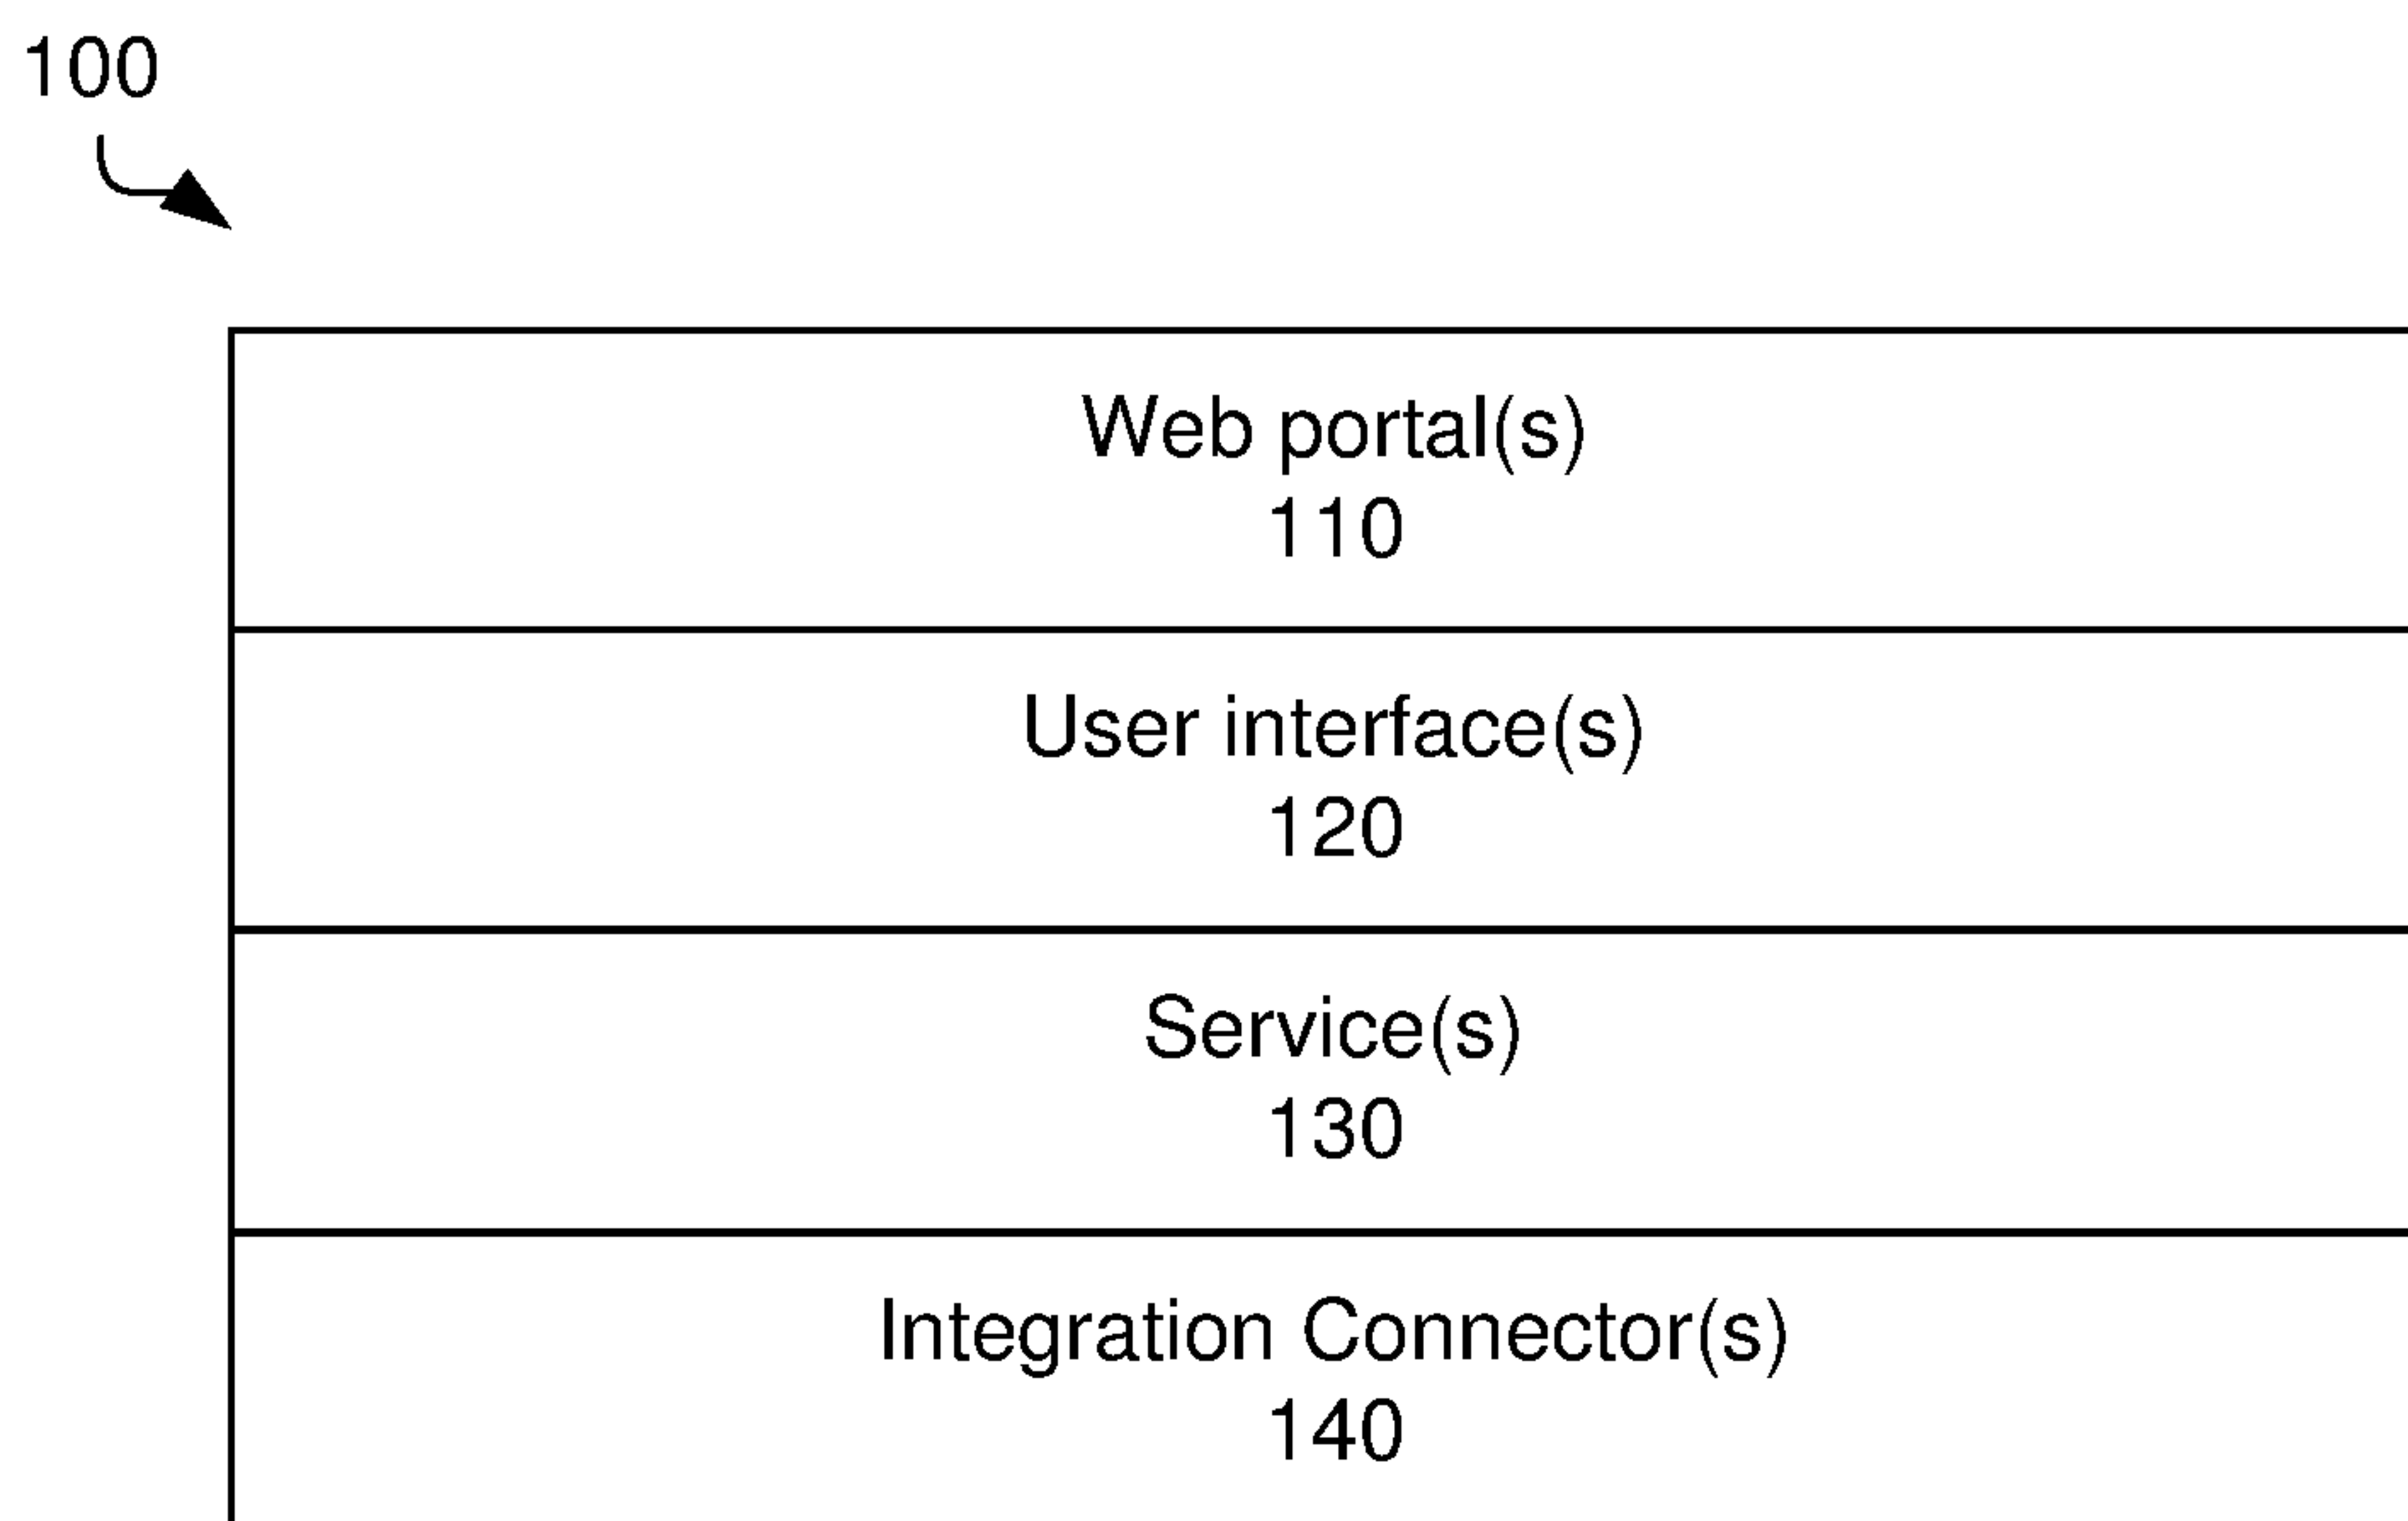 100
Web portal(s)
110
User interface(s)
120
Service(s)
130
Integration Connector(s)
140